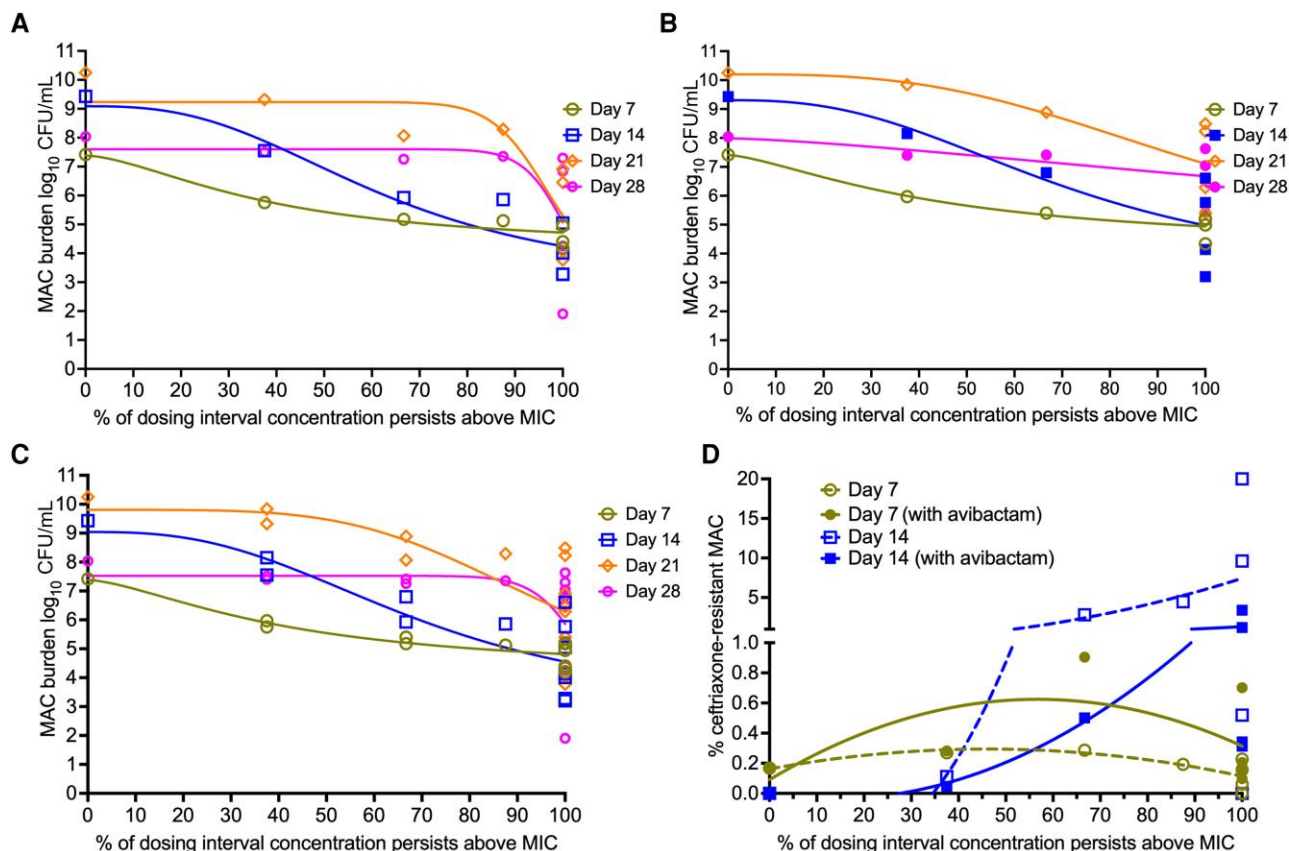 A
MAC burden log10 CFU/mL
11
10
9
8
7
6
5
4
3
2
1
0
0 10 20 30 40 50 60 70 80 90 100
% of dosing interval concentration persists above MIC
Day 7
Day 14
Day 21
Day 28
B
MAC burden log10 CFU/mL
11
10
9
8
7
6
5
4
3
2
1
0
0 10 20 30 40 50 60 70 80 90 100
% of dosing interval concentration persists above MIC
Day 7
Day 14
Day 21
Day 28
C
MAC burden log10 CFU/mL
11
10
9
8
7
6
5
4
3
2
1
0
0 10 20 30 40 50 60 70 80 90 100
% of dosing interval concentration persists above MIC
Day 7
Day 14
Day 21
Day 28
D
% ceftriaxone-resistant MAC
20
15
10
5
1.0
0.8
0.6
0.4
0.2
0.0
0 10 20 30 40 50 60 70 80 90 100
% of dosing interval concentration persists above MIC
Day 7
Day 7 (with avibactam)
Day 14
Day 14 (with avibactam)